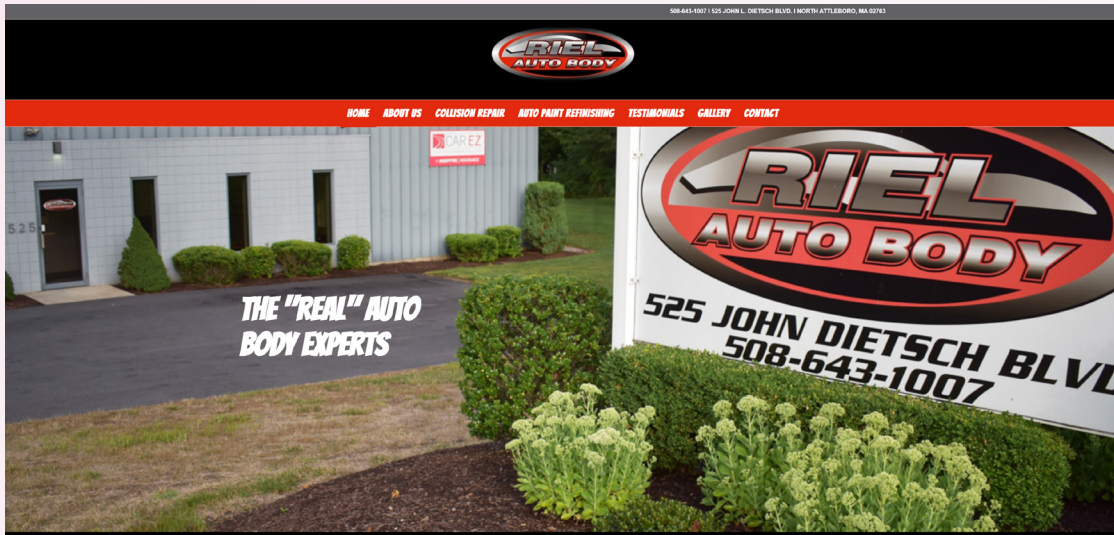 508-643-1007 | 525 JOHN L. DIETSCH BLVD. | NORTH ATTLEBORO, MA 02763
RIEL
AUTO BODY
HOME ABOUT US COLLISION REPAIR AUTO PAINT REFINISHING TESTIMONIALS GALLERY CONTACT
CAR EZ
MAPFRE | INSURANCE
525
RIEL
AUTO BODY
525 JOHN DIETSCH BLVD
508-643-1007
THE "REAL" AUTO
BODY EXPERTS